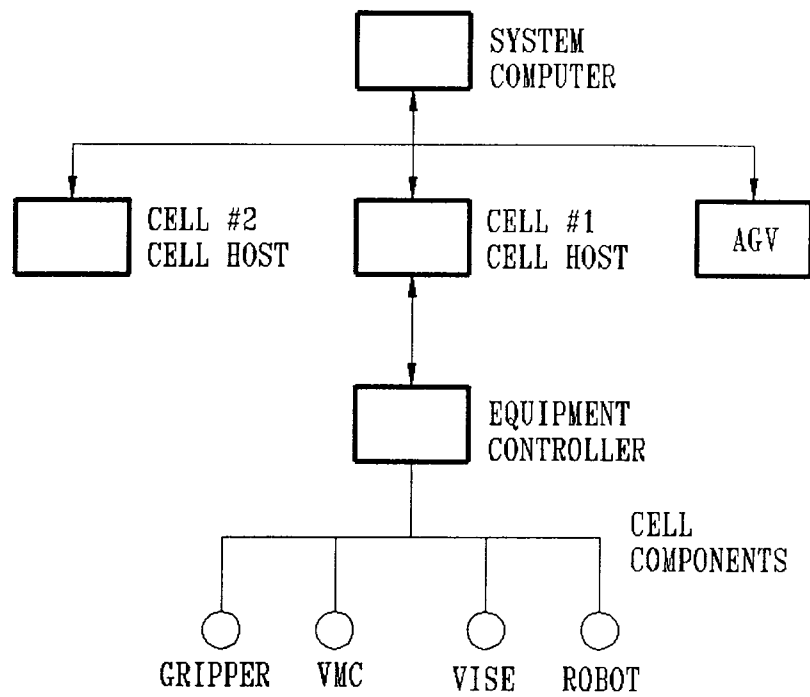 SYSTEM
COMPUTER
CELL #2
CELL HOST
CELL #1
CELL HOST
AGV
EQUIPMENT
CONTROLLER
CELL
COMPONENTS
GRIPPER
VMC
VISE
ROBOT